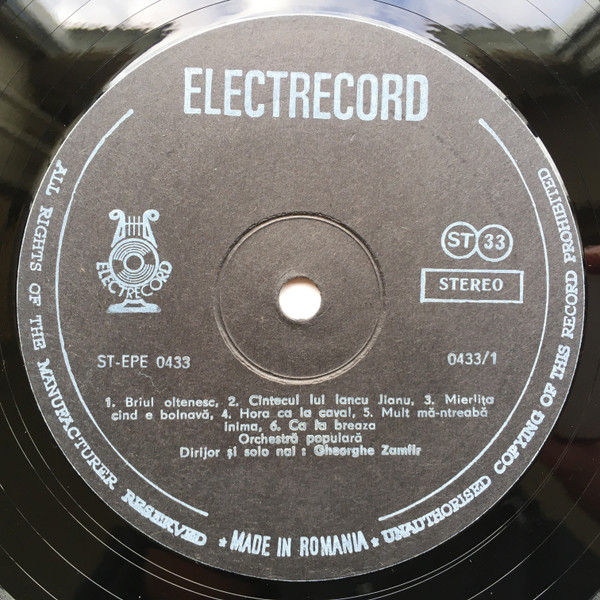 ELECTRECORD
ELECTRECORD
ST 33
STEREO
ST-EPE 0433
0433/1
1. Briul oltenesc, 2. Cîntecul lui Iancu Jianu, 3. Mierlița
cind e bolnavă, 4. Hora ca la caval, 5. Mult mă-ntreabă
inima, 6. Ca la breaza
Orchestră populară
Dirijor și solo nai : Gheorghe Zamfir
ALL RIGHTS OF THE MANUFACTURER RESERVED ★ MADE IN ROMANIA ★ UNAUTHORISED COPYING OF THIS RECORD PROHIBITED